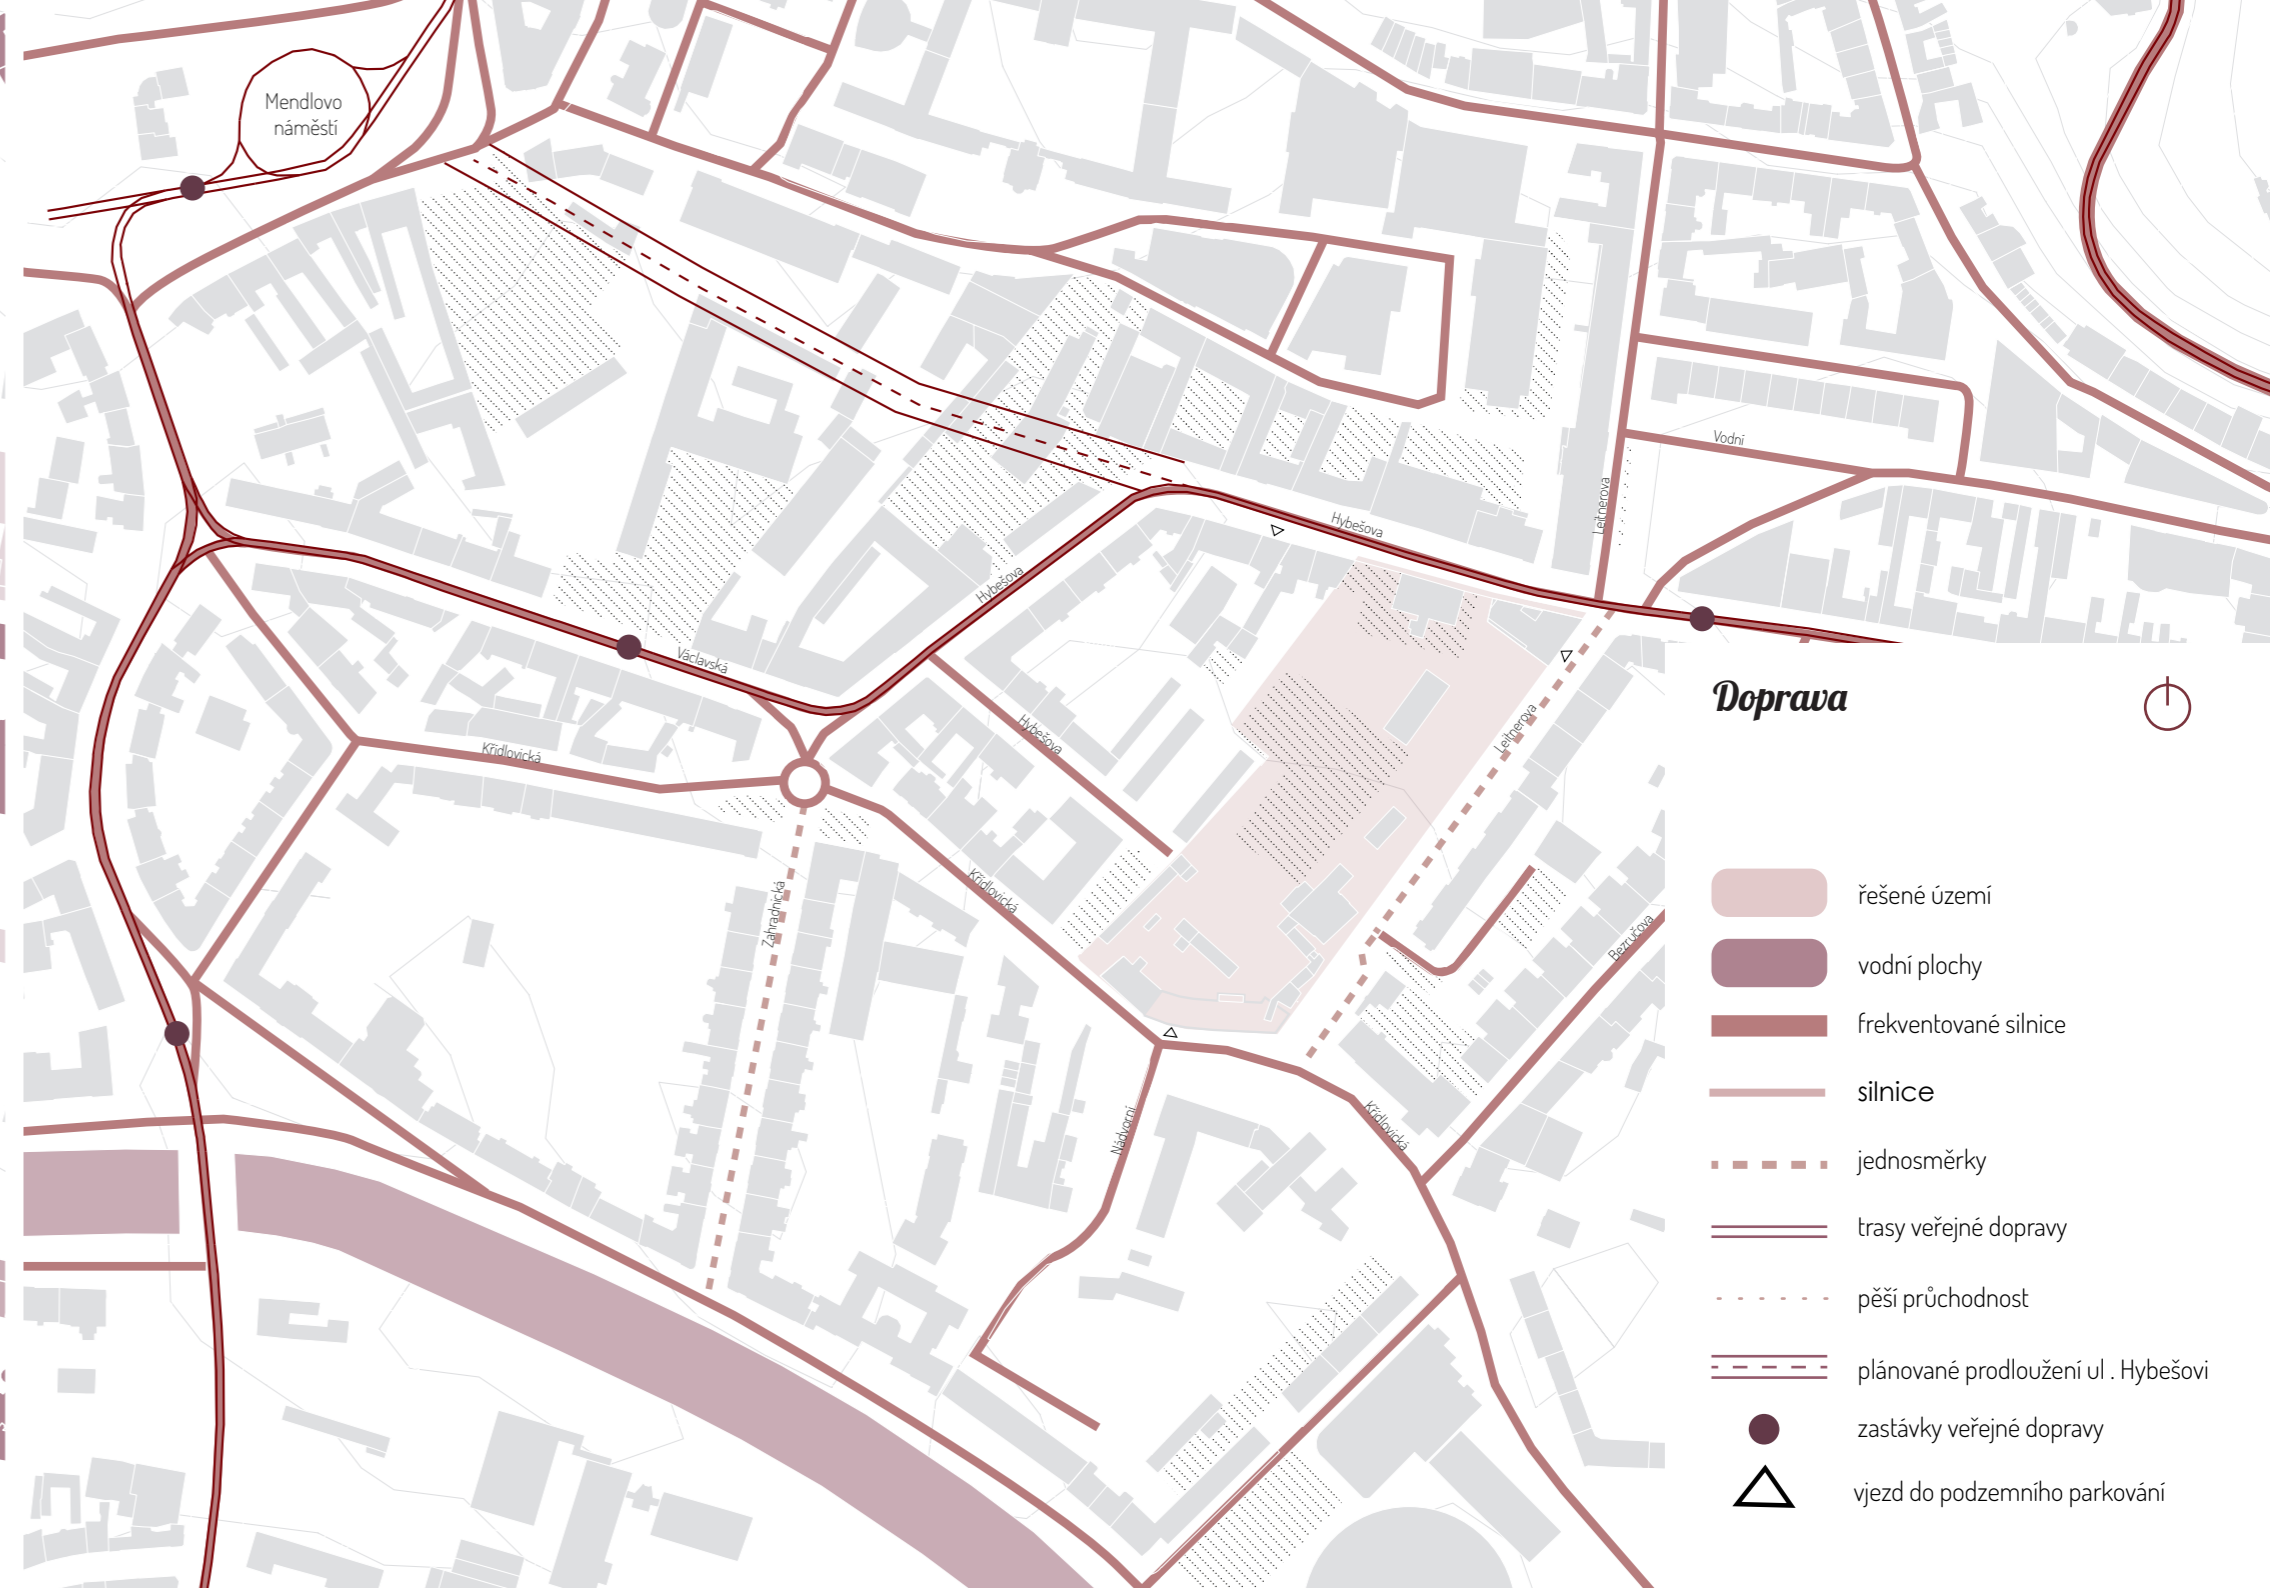 Mendlovo
náměstí
Vodní
Leitnerova
Hybešova
Hybešova
Václavská
Hybešova
Leitnerova
Křídlovická
Křídlovická
Zahradnická
Bezručova
Nádvorní
Křídlovická
Doprava
řešené území
vodní plochy
frekventované silnice
silnice
jednosměrky
trasy veřejné dopravy
pěší průchodnost
plánované prodloužení ul . Hybešovi
zastávky veřejné dopravy
vjezd do podzemního parkování